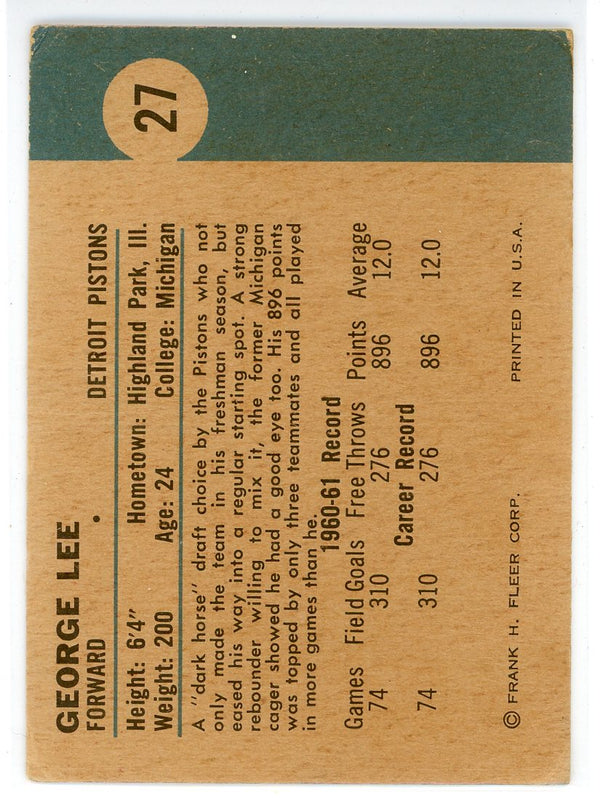 27
GEORGE LEE
FORWARD • DETROIT PISTONS
Height: 6'4" Hometown: Highland Park, Ill.
Weight: 200 Age: 24 College: Michigan
A "dark horse" draft choice by the Pistons who not
only made the team in his freshman season, but
eased his way into a regular starting spot. A strong
rebounder willing to mix it, the former Michigan
cager showed he had a good eye too. His 896 points
was topped by only three teammates and all played
in more games than he.
1960-61 Record
Games Field Goals Free Throws Points Average
74 310 276 896 12.0
Career Record
74 310 276 896 12.0
© FRANK H. FLEER CORP. PRINTED IN U.S.A.